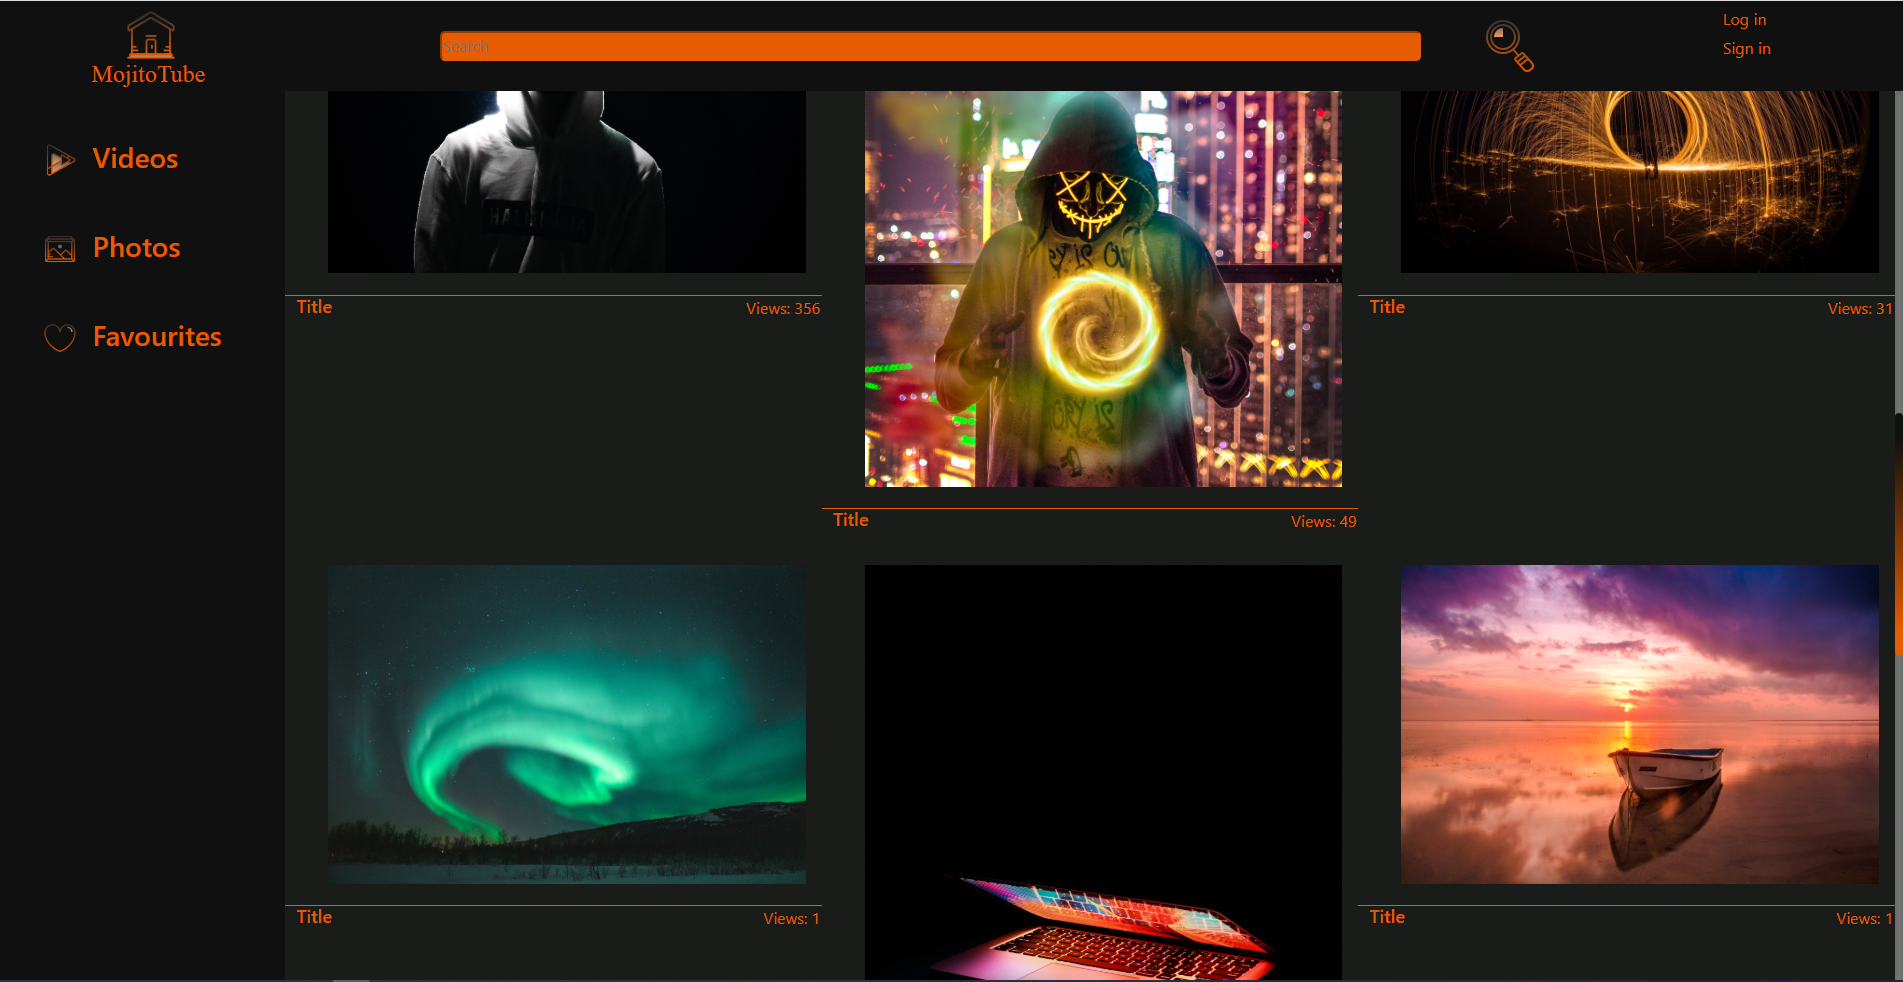 Log in
Search
Sign in
MojitoTube
Videos
Photos
Favourites
Title
Views: 356
Title
Views: 31
Title
Views: 49
Title
Views: 1
Title
Views: 1